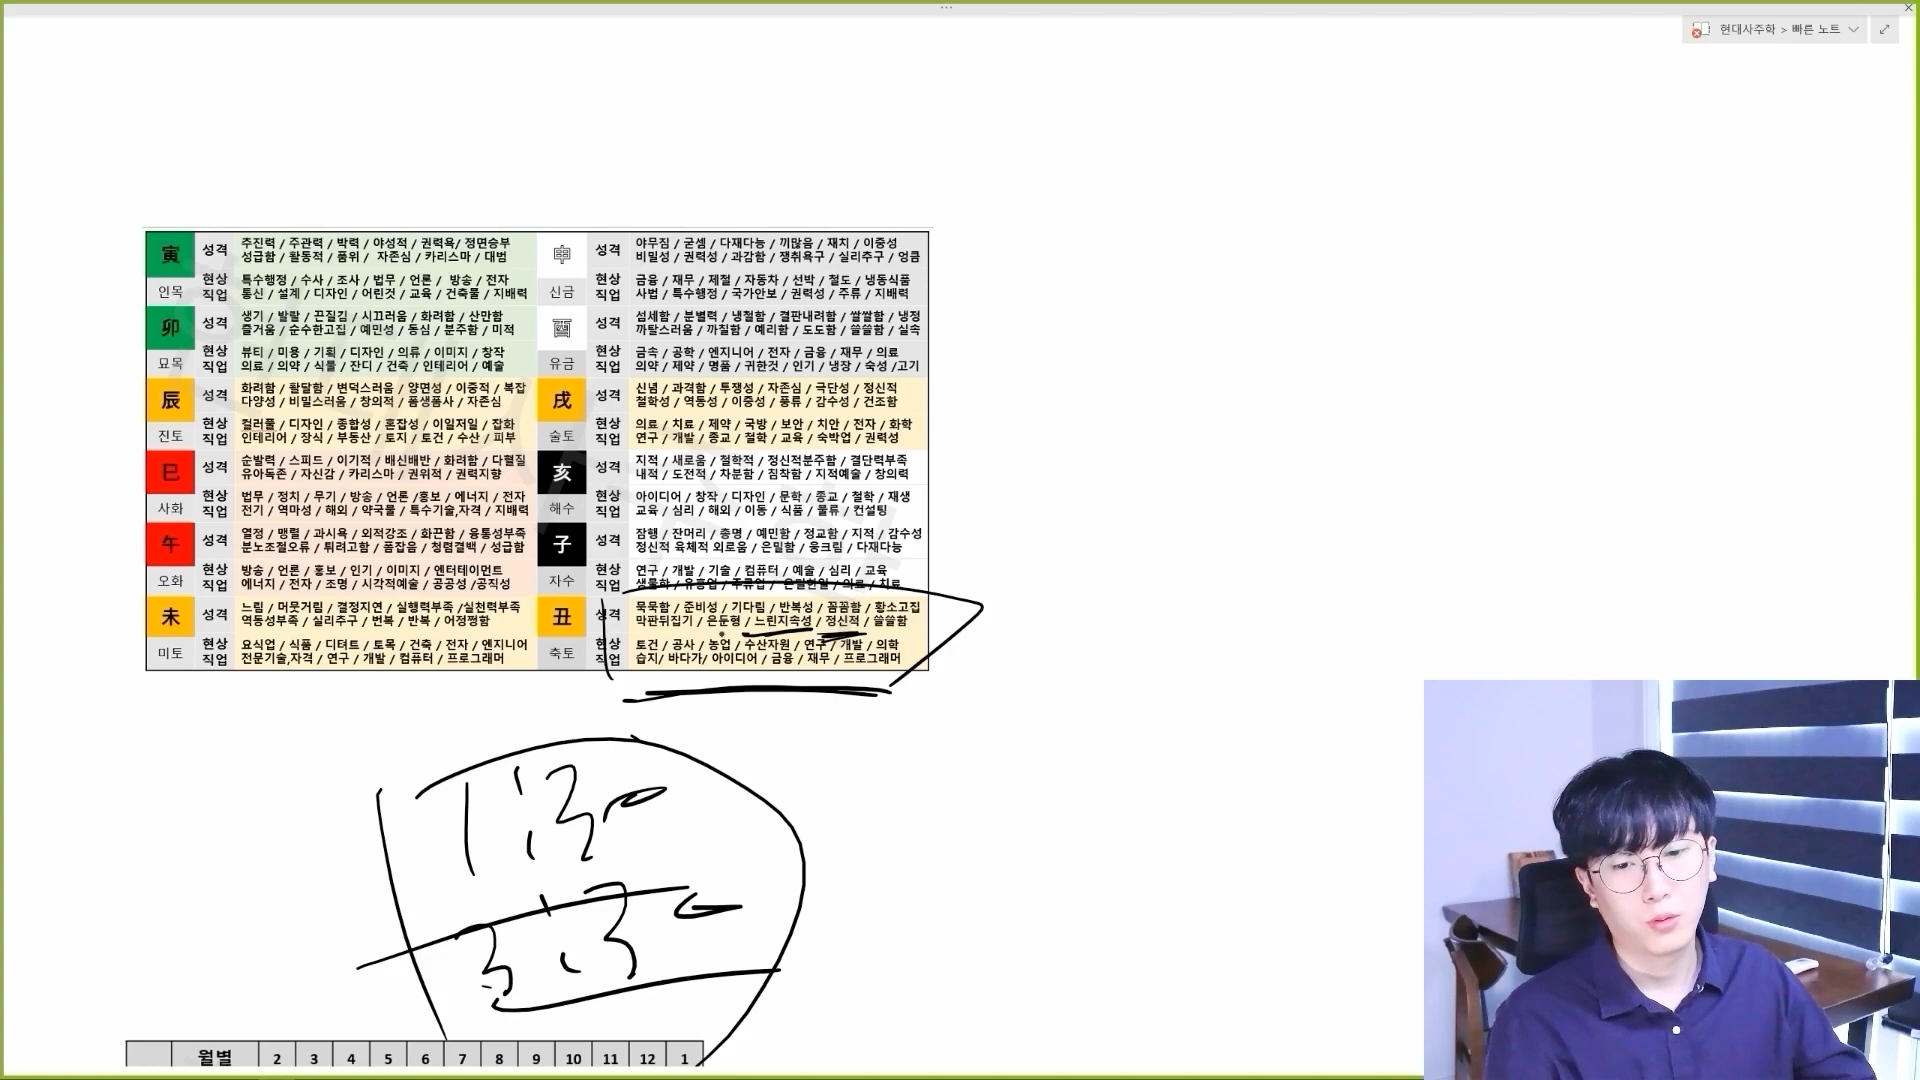 현대사주학 > 빠른 노트
寅 인목
성격
추진력 / 주관력 / 박력 / 야성적 / 권력욕/ 정면승부
성급함 / 활동적 / 품위 / 자존심 / 카리스마 / 대범
현상
직업
특수행정 / 수사 / 조사 / 법무 / 언론 / 방송 / 전자
통신 / 설계 / 디자인 / 어린것 / 교육 / 건축물 / 지배력
申 신금
성격
야무짐 / 굳셈 / 다재다능 / 끼많음 / 재치 / 이중성
비밀성 / 권력성 / 과감함 / 쟁취욕구 / 실리추구 / 엉큼
현상
직업
금융 / 재무 / 제철 / 자동차 / 선박 / 철도 / 냉동식품
사법 / 특수행정 / 국가안보 / 권력성 / 주류 / 지배력
卯 묘목
성격
생기 / 발랄 / 끈질김 / 시끄러움 / 화려함 / 산만함
즐거움 / 순수한고집 / 예민성 / 동심 / 분주함 / 미적
현상
직업
뷰티 / 미용 / 기획 / 디자인 / 의류 / 이미지 / 창작
의료 / 의약 / 식물 / 잔디 / 건축 / 인테리어 / 예술
酉 유금
성격
섬세함 / 분별력 / 냉철함 / 결판내려함 / 쌀쌀함 / 냉정
까탈스러움 / 까칠함 / 예리함 / 도도함 / 쓸쓸함 / 실속
현상
직업
금속 / 공학 / 엔지니어 / 전자 / 금융 / 재무 / 의료
의약 / 제약 / 명품 / 귀한것 / 인기 / 냉장 / 숙성 /고기
辰 진토
성격
화려함 / 활달함 / 변덕스러움 / 양면성 / 이중적 / 복잡
다양성 / 비밀스러움 / 창의적 / 폼생폼사 / 자존심
현상
직업
컬러풀 / 디자인 / 종합성 / 혼잡성 / 이일저일 / 잡화
인테리어 / 장식 / 부동산 / 토지 / 토건 / 수산 / 피부
戌 술토
성격
신념 / 과격함 / 투쟁성 / 자존심 / 극단성 / 정신적
철학성 / 역동성 / 이중성 / 풍류 / 감수성 / 건조함
현상
직업
의료 / 치료 / 제약 / 국방 / 보안 / 치안 / 전자 / 화학
연구 / 개발 / 종교 / 철학 / 교육 / 숙박업 / 권력성
巳 사화
성격
순발력 / 스피드 / 이기적 / 배신배반 / 화려함 / 다혈질
유아독존 / 자신감 / 카리스마 / 권위적 / 권력지향
현상
직업
법무 / 정치 / 무기 / 방송 / 언론 /홍보 / 에너지 / 전자
전기 / 역마성 / 해외 / 약국물 / 특수기술,자격 / 지배력
亥 해수
성격
지적 / 새로움 / 철학적 / 정신적분주함 / 결단력부족
내적 / 도전적 / 차분함 / 침착함 / 지적예술 / 창의력
현상
직업
아이디어 / 창작 / 디자인 / 문학 / 종교 / 철학 / 재생
교육 / 심리 / 해외 / 이동 / 식품 / 물류 / 컨설팅
午 오화
성격
열정 / 맹렬 / 과시욕 / 외적강조 / 화끈함 / 융통성부족
분노조절오류 / 튀려고함 / 폼잡음 / 청렴결백 / 성급함
현상
직업
방송 / 언론 / 홍보 / 인기 / 이미지 / 엔터테이먼트
에너지 / 전자 / 조명 / 시각적예술 / 공공성 /공직성
子 자수
성격
잠행 / 잔머리 / 총명 / 예민함 / 정교함 / 지적 / 감수성
정신적 육체적 외로움 / 은밀함 / 웅크림 / 다재다능
현상
직업
연구 / 개발 / 기술 / 컴퓨터 / 예술 / 심리 / 교육
생물학 / 유흥업 / 주류업 / 은밀한일 / 의료 / 치료
未 미토
성격
느림 / 머뭇거림 / 결정지연 / 실행력부족 /실천력부족
역동성부족 / 실리추구 / 번복 / 반복 / 어정쩡함
현상
직업
요식업 / 식품 / 디텨트 / 토목 / 건축 / 전자 / 엔지니어
전문기술,자격 / 연구 / 개발 / 컴퓨터 / 프로그래머
丑 축토
성격
묵묵함 / 준비성 / 기다림 / 반복성 / 꼼꼼함 / 황소고집
막판뒤집기 / 은둔형 / 느린지속성 / 정신적 / 쓸쓸함
현상
직업
토건 / 공사 / 농업 / 수산자원 / 연구 / 개발 / 의학
습지/ 바다가/ 아이디어 / 금융 / 재무 / 프로그래머
1:30
3:30
월별 2 3 4 5 6 7 8 9 10 11 12 1